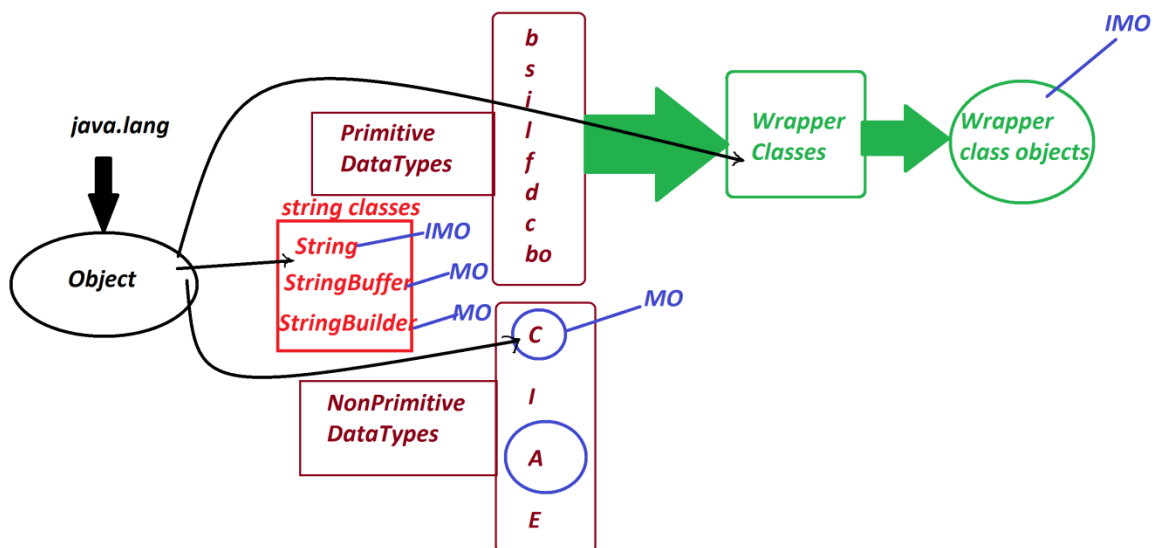 java.lang
Object
string classes
String
IMO
StringBuffer
MO
StringBuilder
MO
Primitive
DataTypes
b
s
i
l
f
d
c
bo
Wrapper
Classes
Wrapper
class objects
IMO
NonPrimitive
DataTypes
C
MO
I
A
E